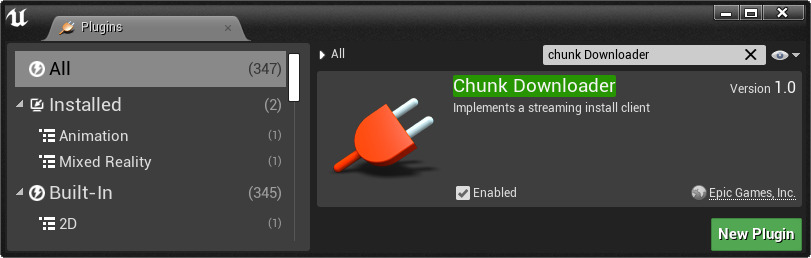 Plugins
All (347)
Installed (2)
Animation (1)
Mixed Reality (1)
Built-In (345)
2D (1)
All
chunk Downloader
Chunk Downloader
Version 1.0
Implements a streaming install client
Enabled
Epic Games, Inc.
New Plugin